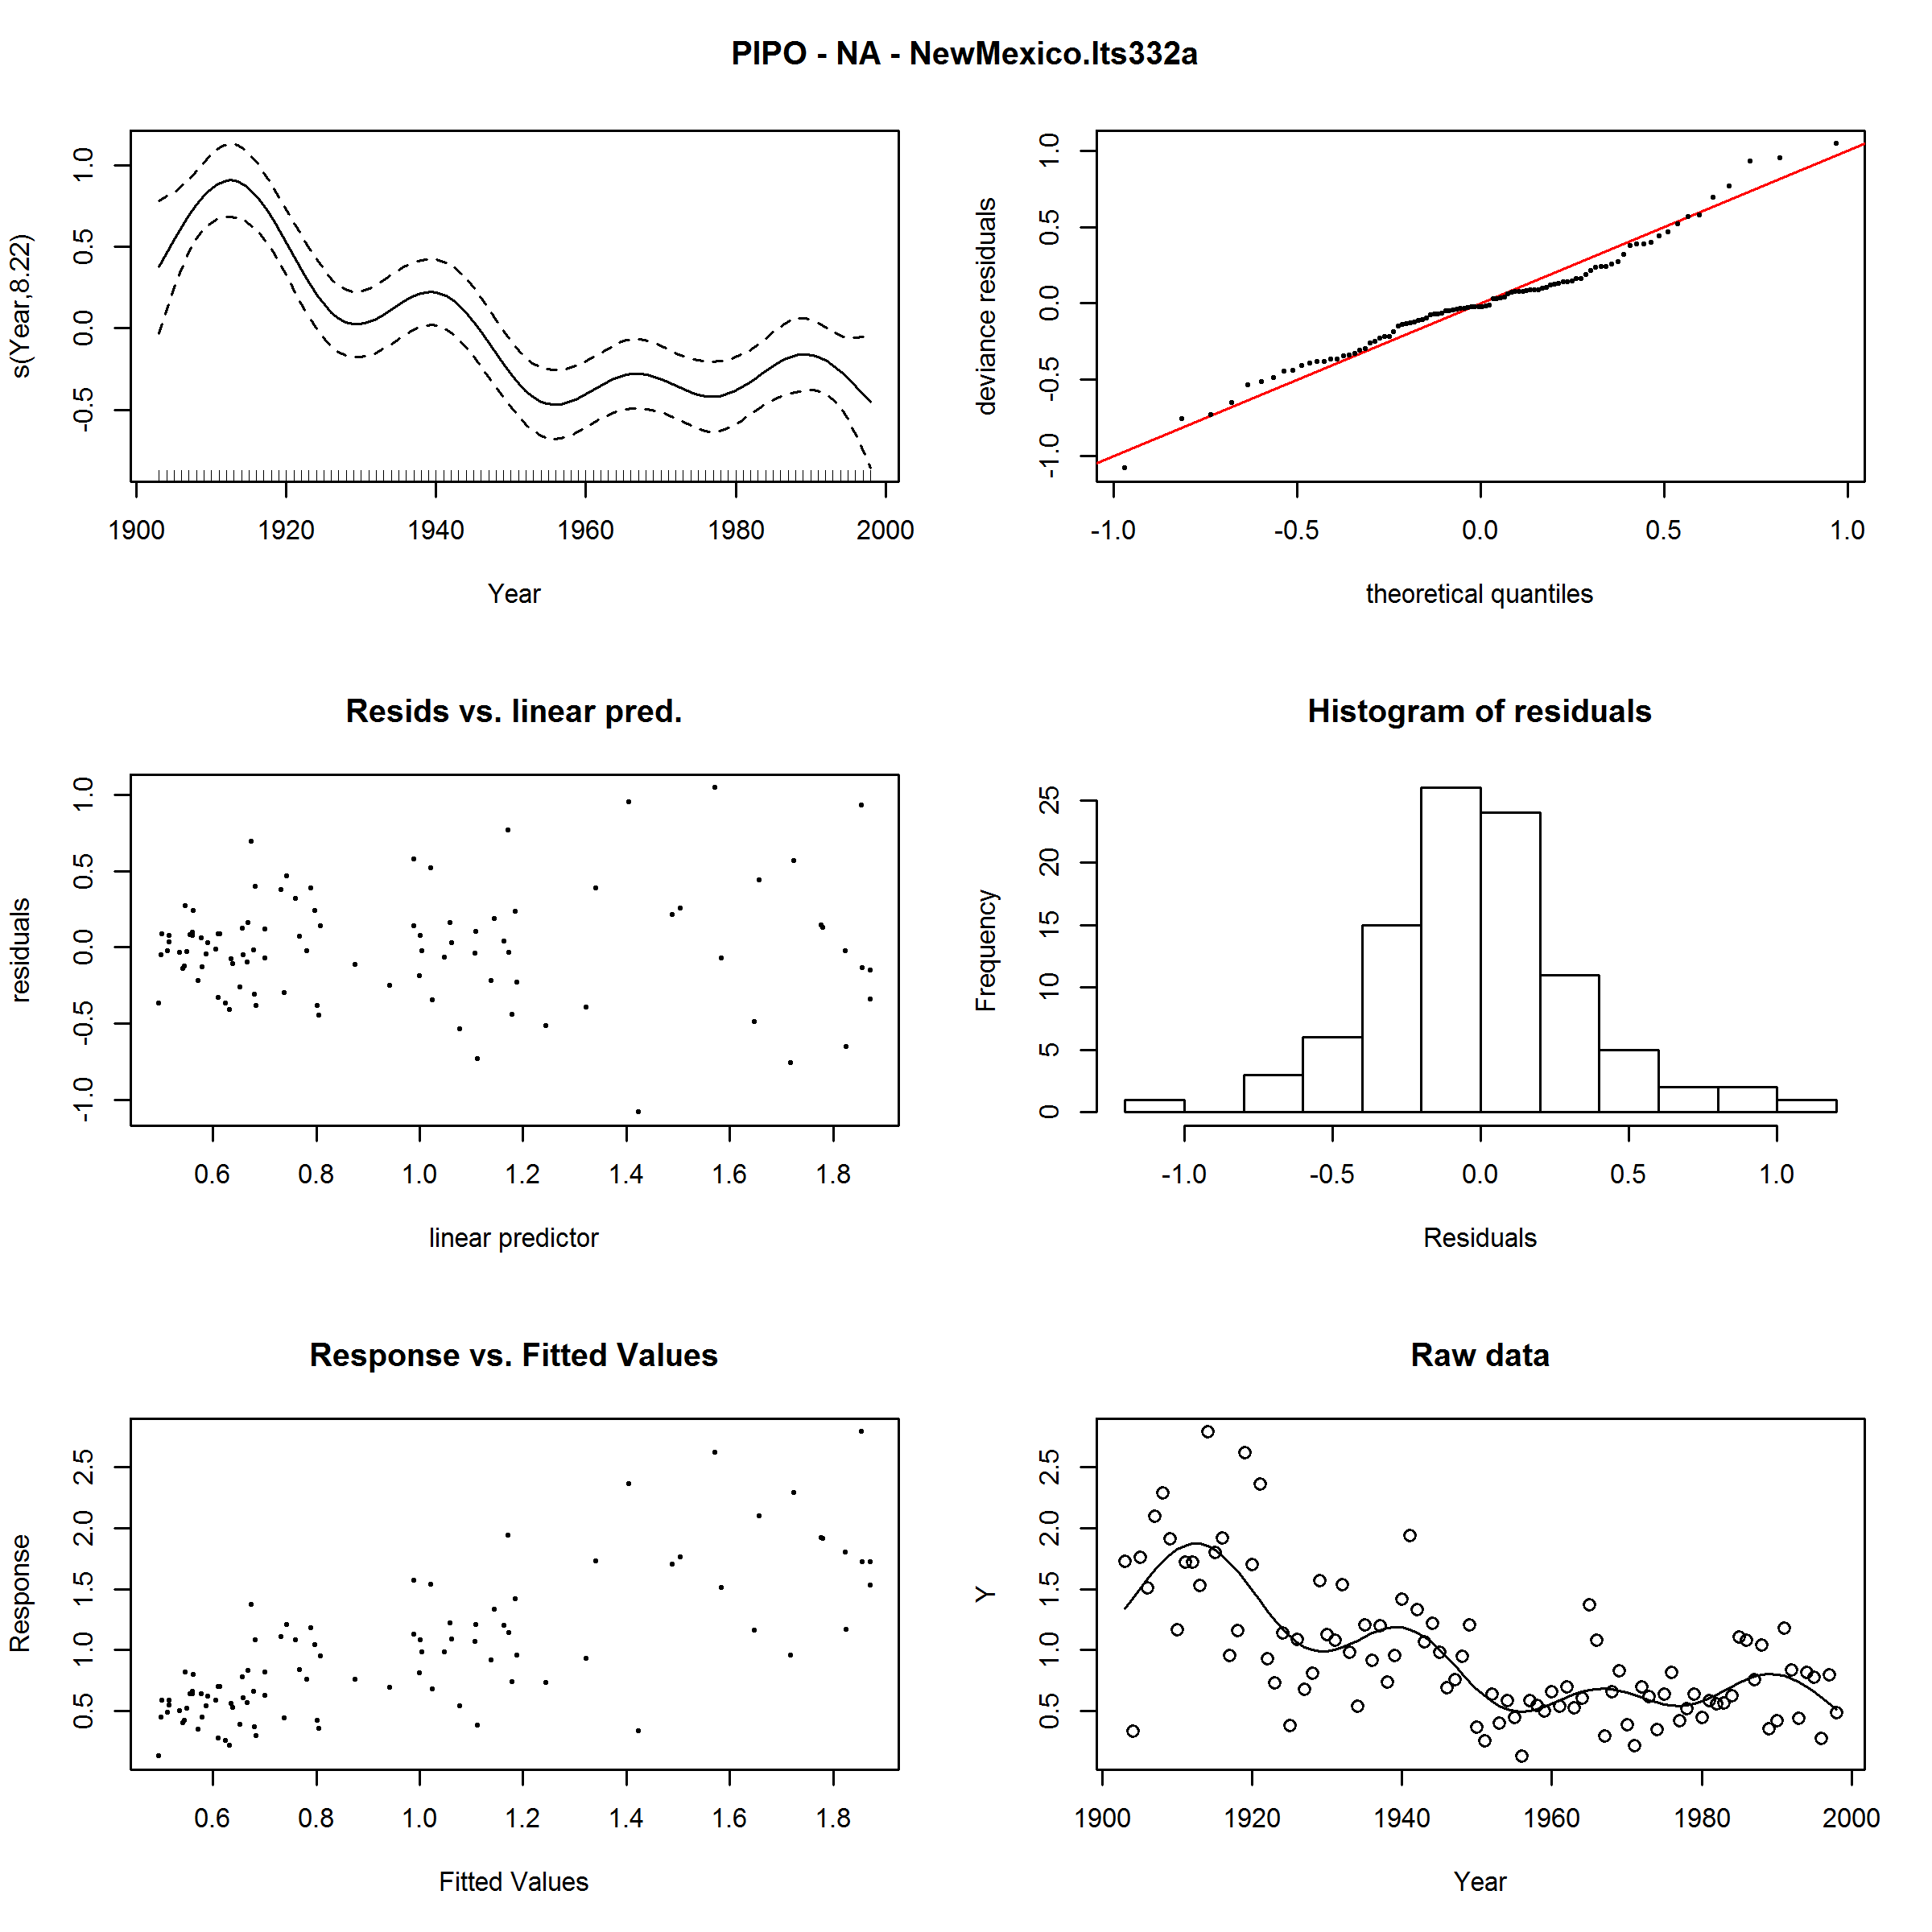 PIPO - NA - NewMexico.lts332a
s(Year,8.22)
1.0
0.5
0.0
-0.5
1900 1920 1940 1960 1980 2000
Year
deviance residuals
1.0
0.5
0.0
-0.5
-1.0
-1.0 -0.5 0.0 0.5 1.0
theoretical quantiles
Resids vs. linear pred.
residuals
1.0
0.5
0.0
-0.5
-1.0
0.6 0.8 1.0 1.2 1.4 1.6 1.8
linear predictor
Histogram of residuals
Frequency
25
20
15
10
5
0
-1.0 -0.5 0.0 0.5 1.0
Residuals
Response vs. Fitted Values
Response
2.5
2.0
1.5
1.0
0.5
0.6 0.8 1.0 1.2 1.4 1.6 1.8
Fitted Values
Raw data
Y
2.5
2.0
1.5
1.0
0.5
1900 1920 1940 1960 1980 2000
Year